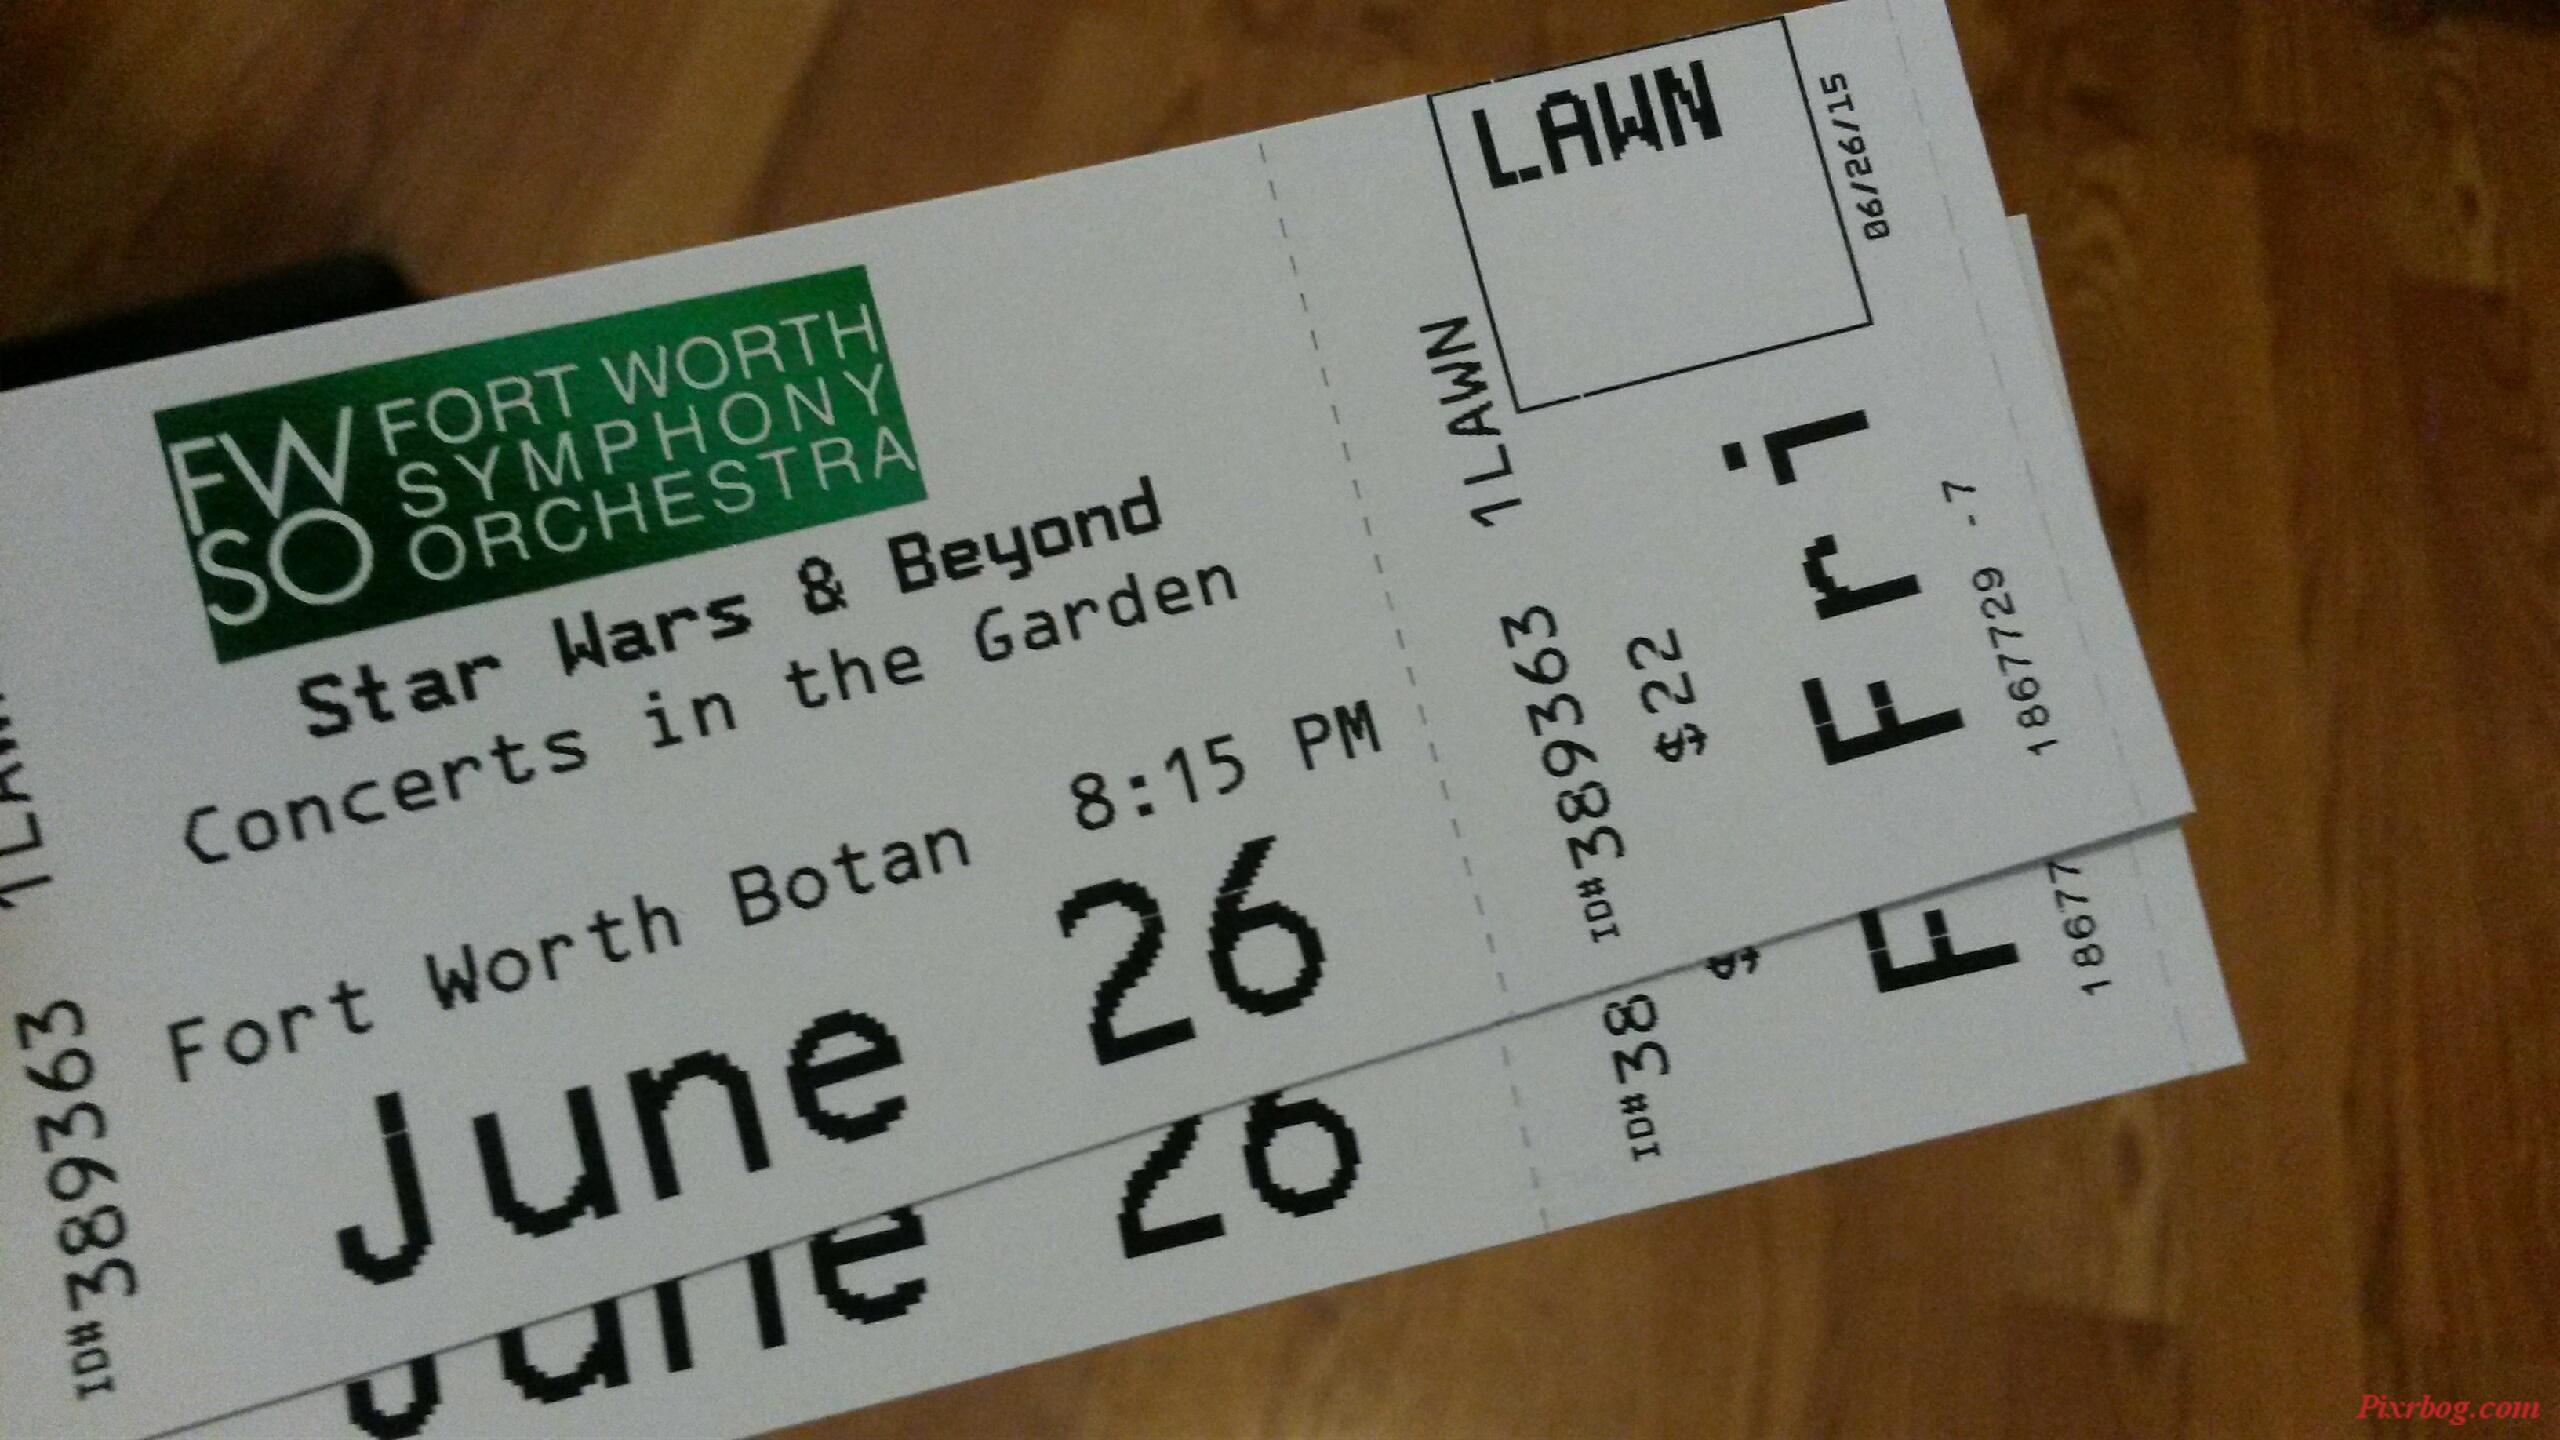 FW
SO
FORT WORTH
SYMPHONY
ORCHESTRA
Star Wars & Beyond
Concerts in the Garden
Fort Worth Botan 8:15 PM
June 26
ID#389363
1LAWN
LAWN
06/26/15
ID#389363 1LAWN
$22
Fri
1867729 -7
June 26
ID#38
$
F
18677
Pixrbog.com